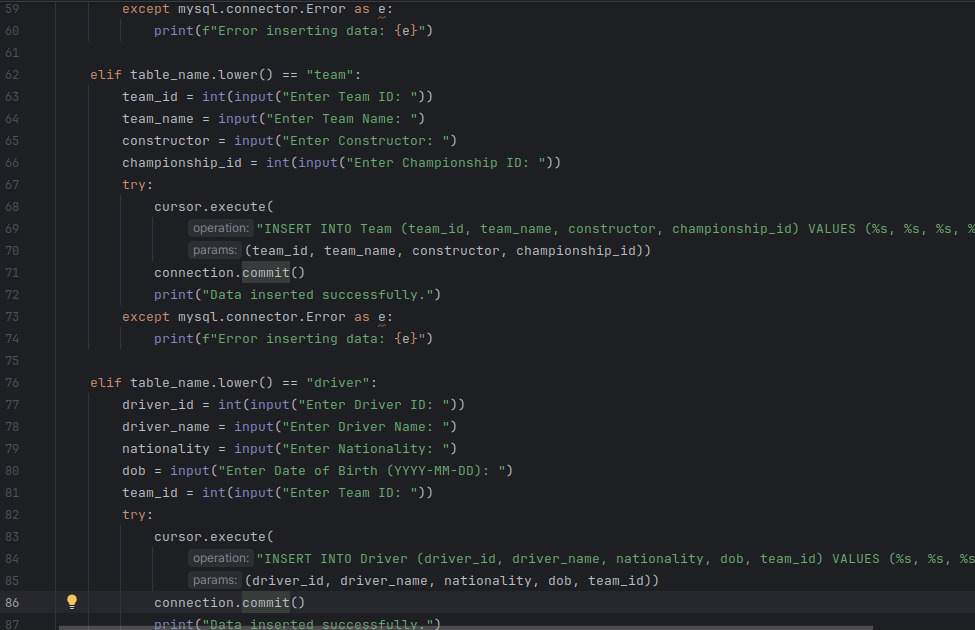 59 except mysql.connector.Error as e:
60 print(f"Error inserting data: {e}")
61
62 elif table_name.lower() == "team":
63 team_id = int(input("Enter Team ID: "))
64 team_name = input("Enter Team Name: ")
65 constructor = input("Enter Constructor: ")
66 championship_id = int(input("Enter Championship ID: "))
67 try:
68 cursor.execute(
69 operation: "INSERT INTO Team (team_id, team_name, constructor, championship_id) VALUES (%s, %s, %s, %
70 params: (team_id, team_name, constructor, championship_id))
71 connection.commit()
72 print("Data inserted successfully.")
73 except mysql.connector.Error as e:
74 print(f"Error inserting data: {e}")
75
76 elif table_name.lower() == "driver":
77 driver_id = int(input("Enter Driver ID: "))
78 driver_name = input("Enter Driver Name: ")
79 nationality = input("Enter Nationality: ")
80 dob = input("Enter Date of Birth (YYYY-MM-DD): ")
81 team_id = int(input("Enter Team ID: "))
82 try:
83 cursor.execute(
84 operation: "INSERT INTO Driver (driver_id, driver_name, nationality, dob, team_id) VALUES (%s, %s, %s
85 params: (driver_id, driver_name, nationality, dob, team_id))
86 connection.commit()
87 print("Data inserted successfully.")